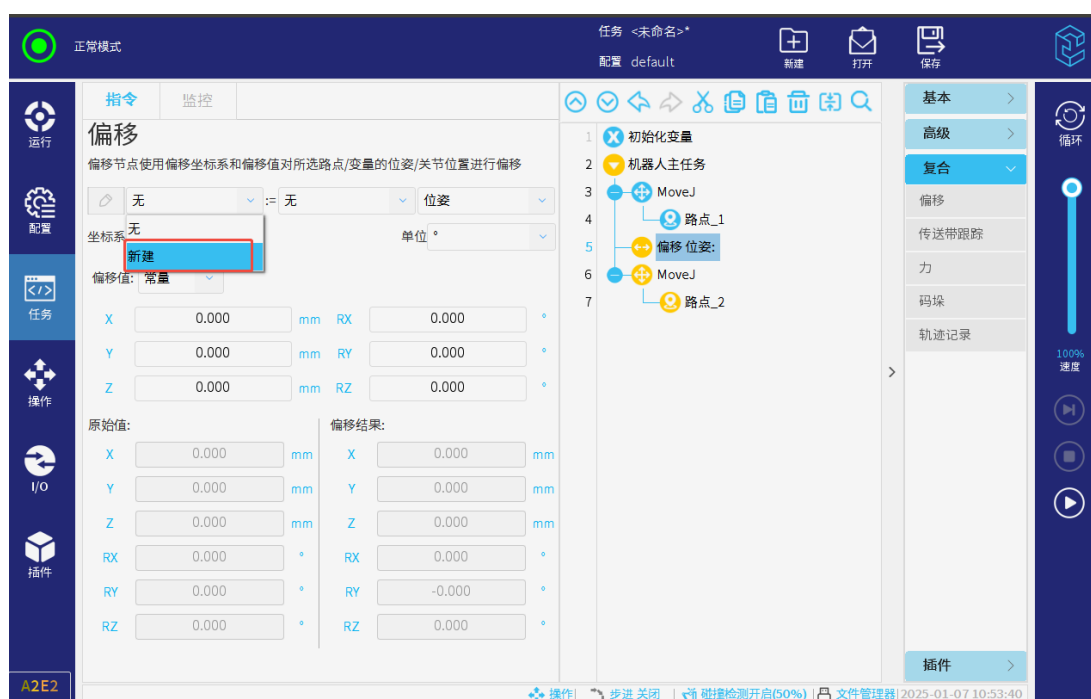 正常模式
任务 <未命名>*
配置 default
新建
打开
保存
运行
配置
任务
操作
I/O
插件
A2E2
指令 监控
偏移
偏移节点使用偏移坐标系和偏移值对所选路点/变量的位姿/关节位置进行偏移
无 := 无 位姿
无
新建
坐标系 单位 °
偏移值: 常量
X 0.000 mm RX 0.000 °
Y 0.000 mm RY 0.000 °
Z 0.000 mm RZ 0.000 °
原始值: 偏移结果:
X 0.000 mm X 0.000 mm
Y 0.000 mm Y 0.000 mm
Z 0.000 mm Z 0.000 mm
RX 0.000 ° RX 0.000 °
RY 0.000 ° RY -0.000 °
RZ 0.000 ° RZ 0.000 °
1 初始化变量
2 机器人主任务
3 MoveJ
4 路点_1
5 偏移 位姿:
6 MoveJ
7 路点_2
基本
高级
复合
偏移
传送带跟踪
力
码垛
轨迹记录
插件
循环
100%
速度
操作| 步进 关闭 | 碰撞检测开启(50%) | 文件管理器|2025-01-07 10:53:40